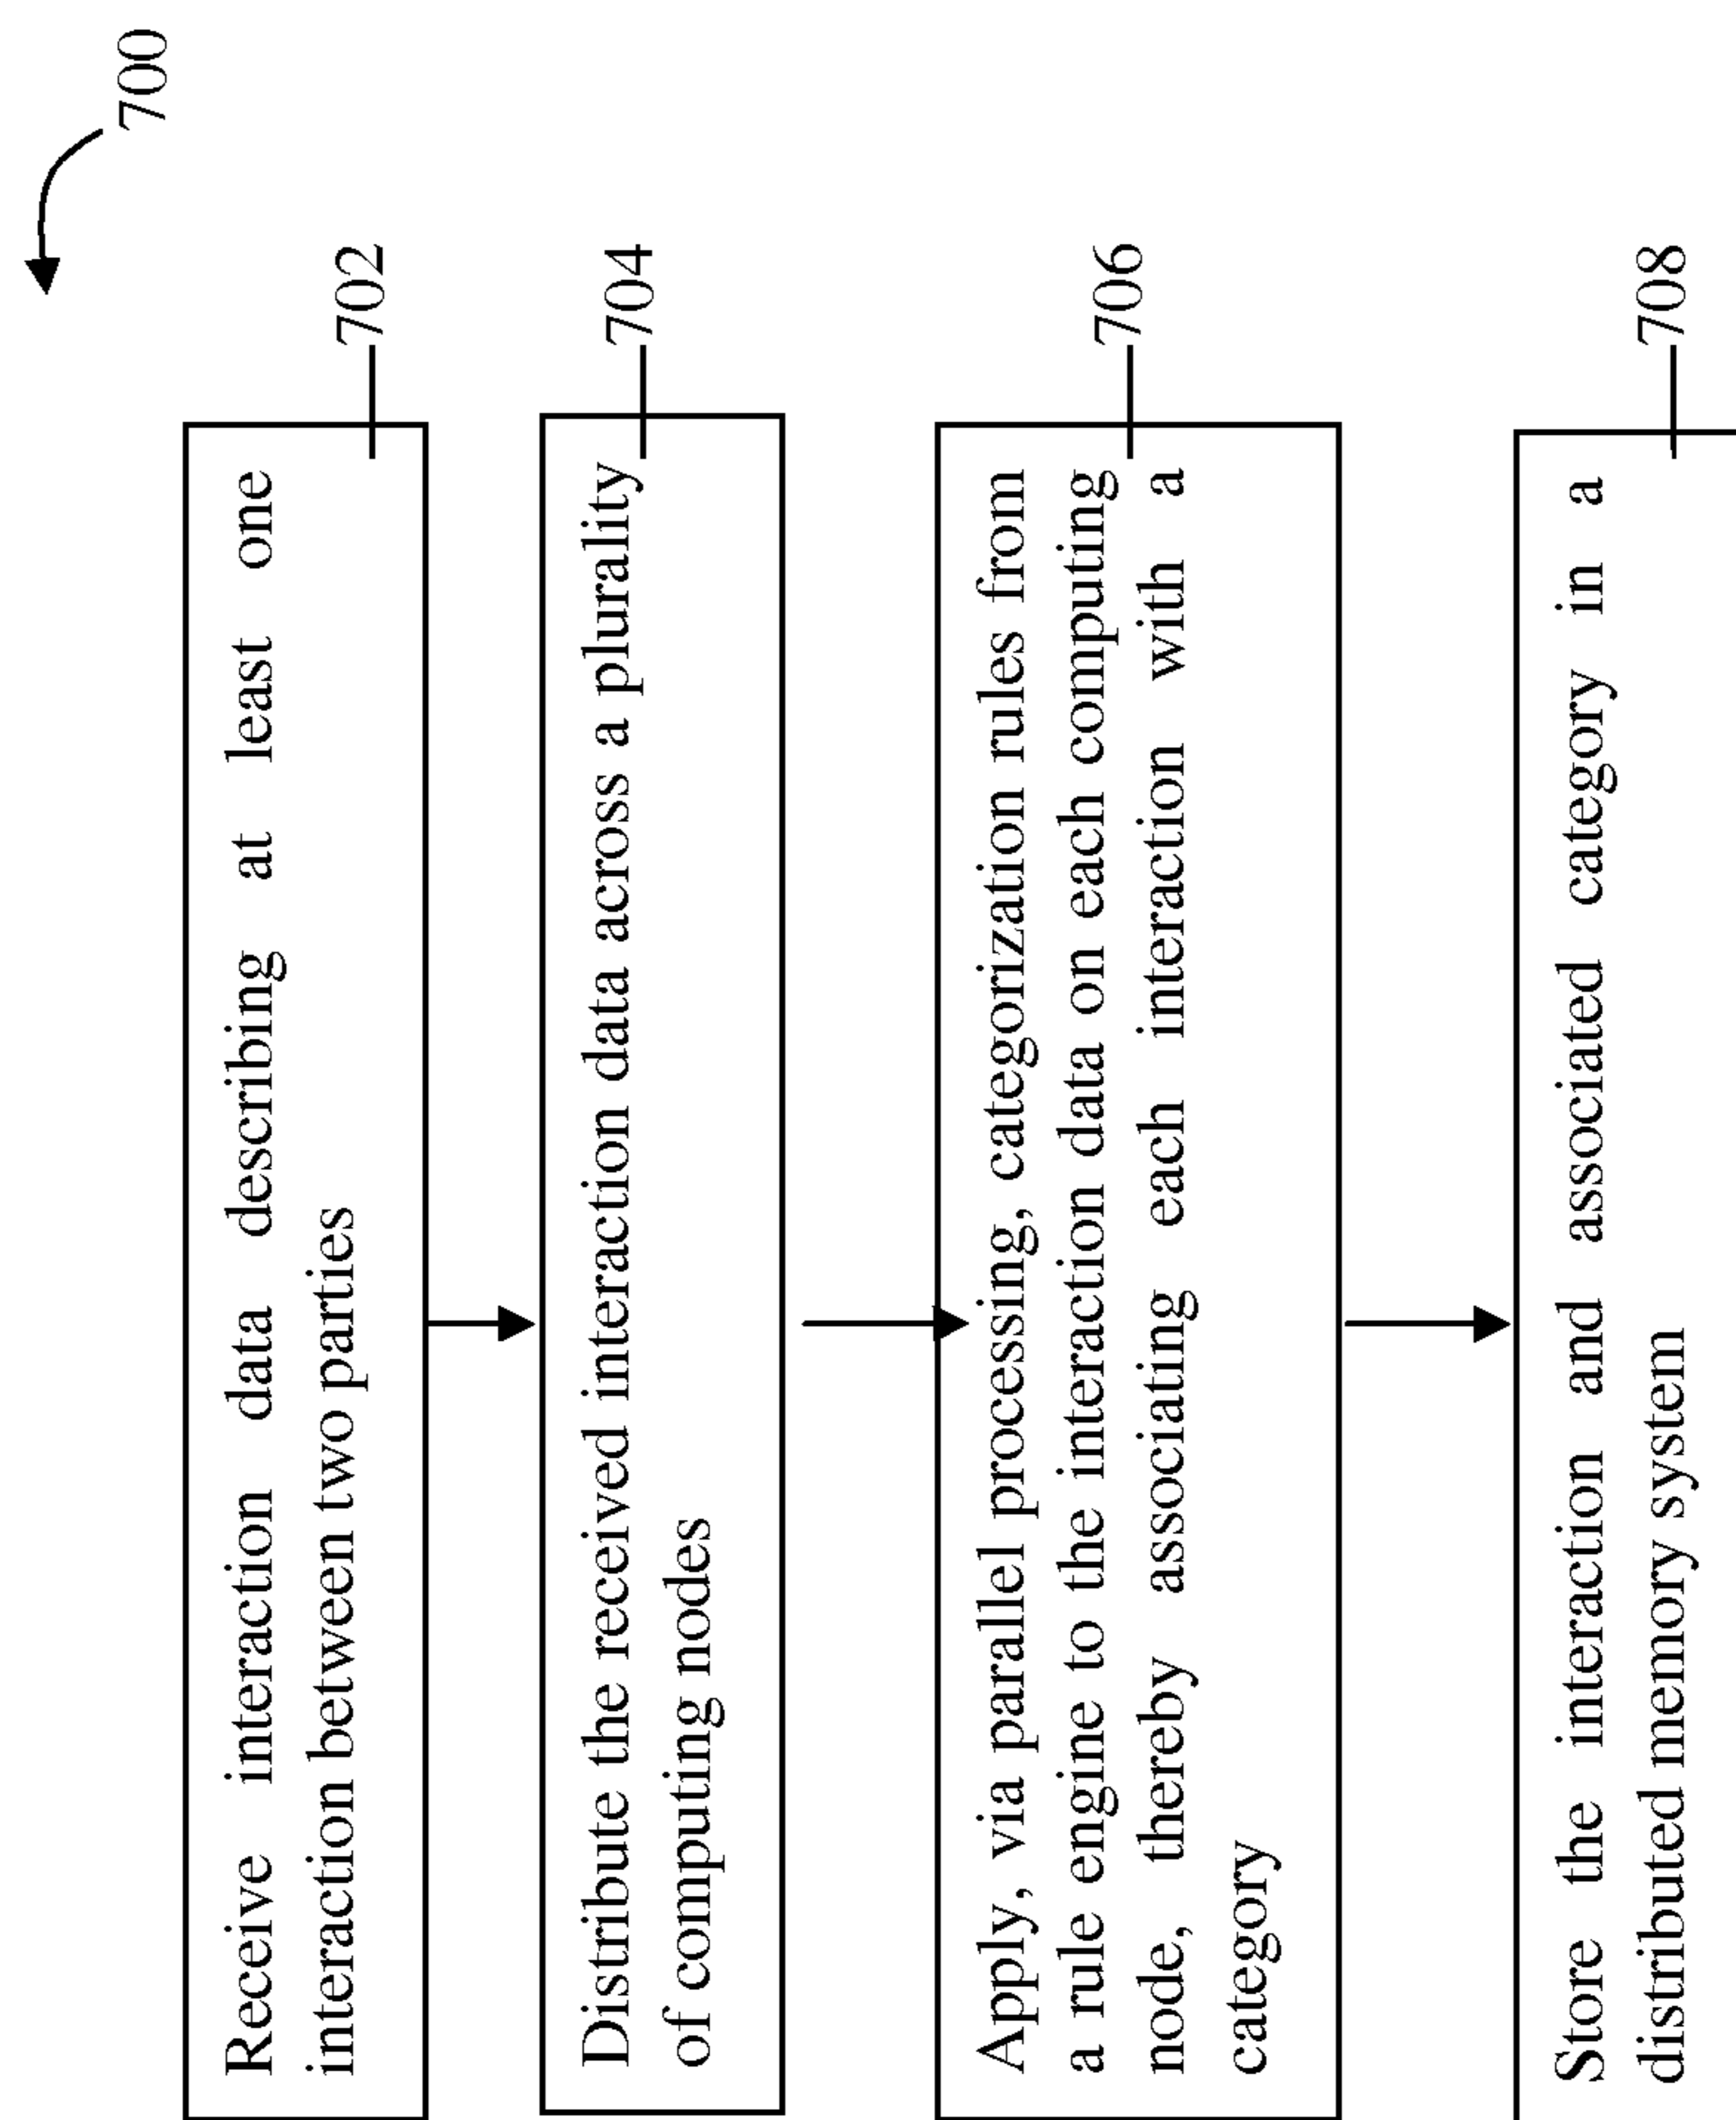 700
Receive interaction data describing at least one
interaction between two parties
702
Distribute the received interaction data across a plurality
of computing nodes
704
Apply, via parallel processing, categorization rules from
a rule engine to the interaction data on each computing
node, thereby associating each interaction with a
category
706
Store the interaction and associated category in a
distributed memory system
708